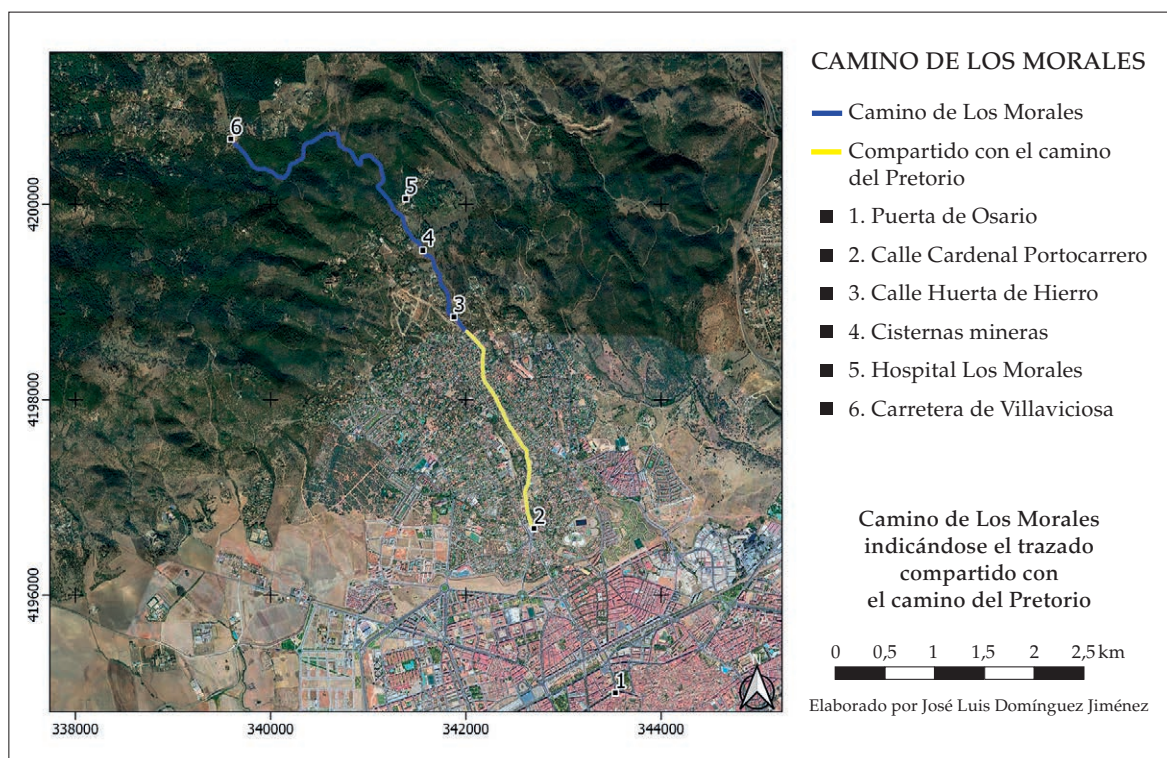 CAMINO DE LOS MORALES
Camino de Los Morales
Compartido con el camino
del Pretorio
1. Puerta de Osario
2. Calle Cardenal Portocarrero
3. Calle Huerta de Hierro
4. Cisternas mineras
5. Hospital Los Morales
6. Carretera de Villaviciosa
Camino de Los Morales
indicándose el trazado
compartido con
el camino del Pretorio
0 0,5 1 1,5 2 2,5 km
Elaborado por José Luis Domínguez Jiménez
6
5
4
3
2
1
4200000
4198000
4196000
338000 340000 342000 344000